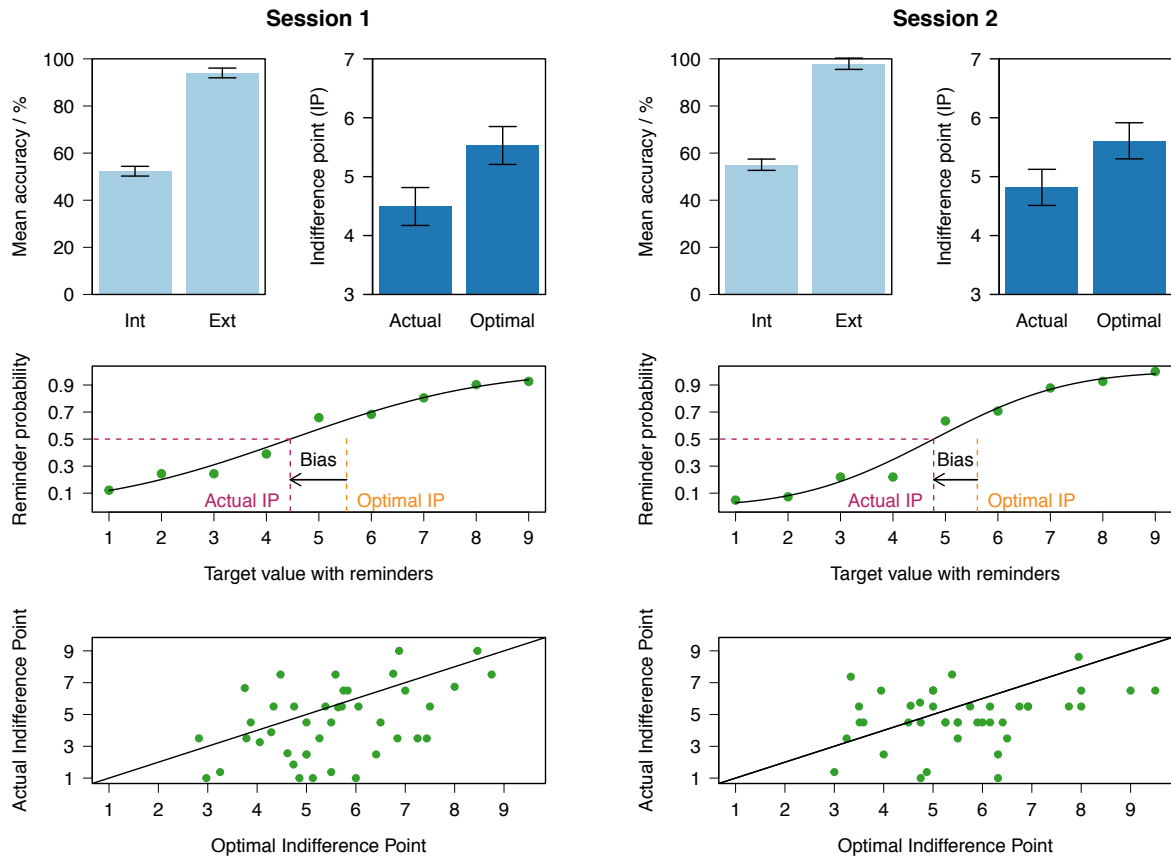 Session 1
Mean accuracy / %
100
80
60
40
20
0
Int Ext
Indifference point (IP)
7
6
5
4
3
Actual Optimal
Reminder probability
0.9
0.7
0.5
0.3
0.1
Bias
Actual IP Optimal IP
1 2 3 4 5 6 7 8 9
Target value with reminders
Actual Indifference Point
9
7
5
3
1
1 2 3 4 5 6 7 8 9
Optimal Indifference Point
Session 2
Mean accuracy / %
100
80
60
40
20
0
Int Ext
Indifference point (IP)
7
6
5
4
3
Actual Optimal
Reminder probability
0.9
0.7
0.5
0.3
0.1
Bias
Actual IP Optimal IP
1 2 3 4 5 6 7 8 9
Target value with reminders
Actual Indifference Point
9
7
5
3
1
1 2 3 4 5 6 7 8 9
Optimal Indifference Point